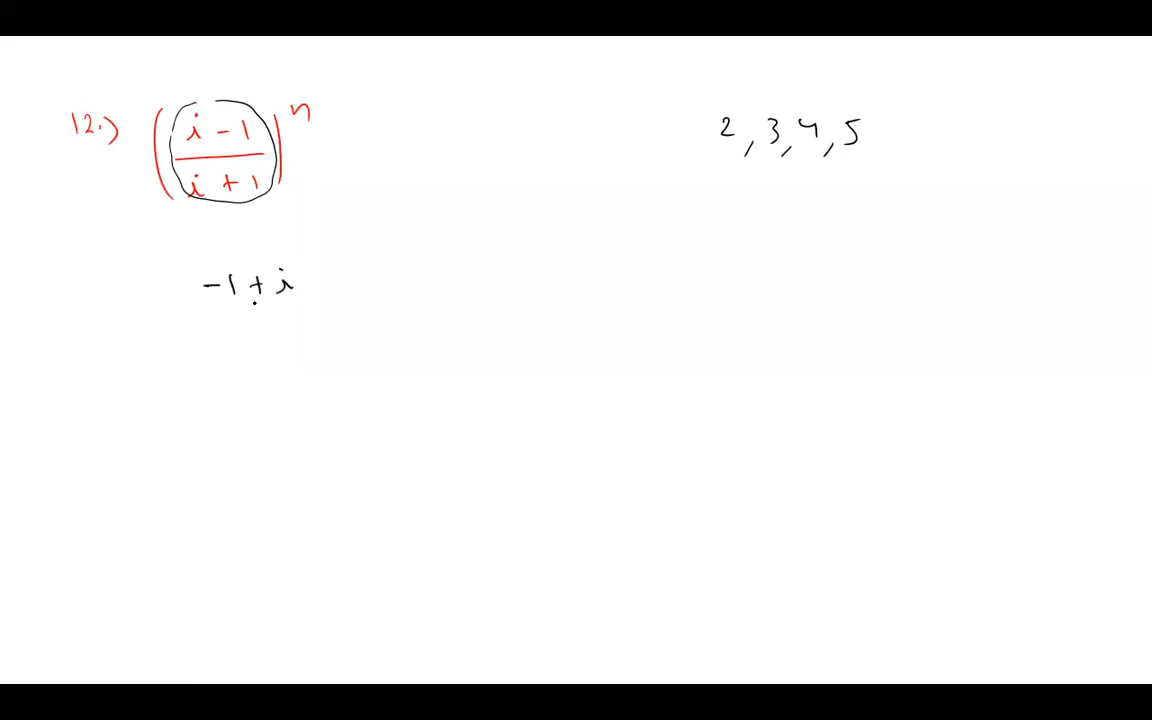 12.) ( (i - 1)/(i + 1) )^n
2, 3, 4, 5
-1 + i